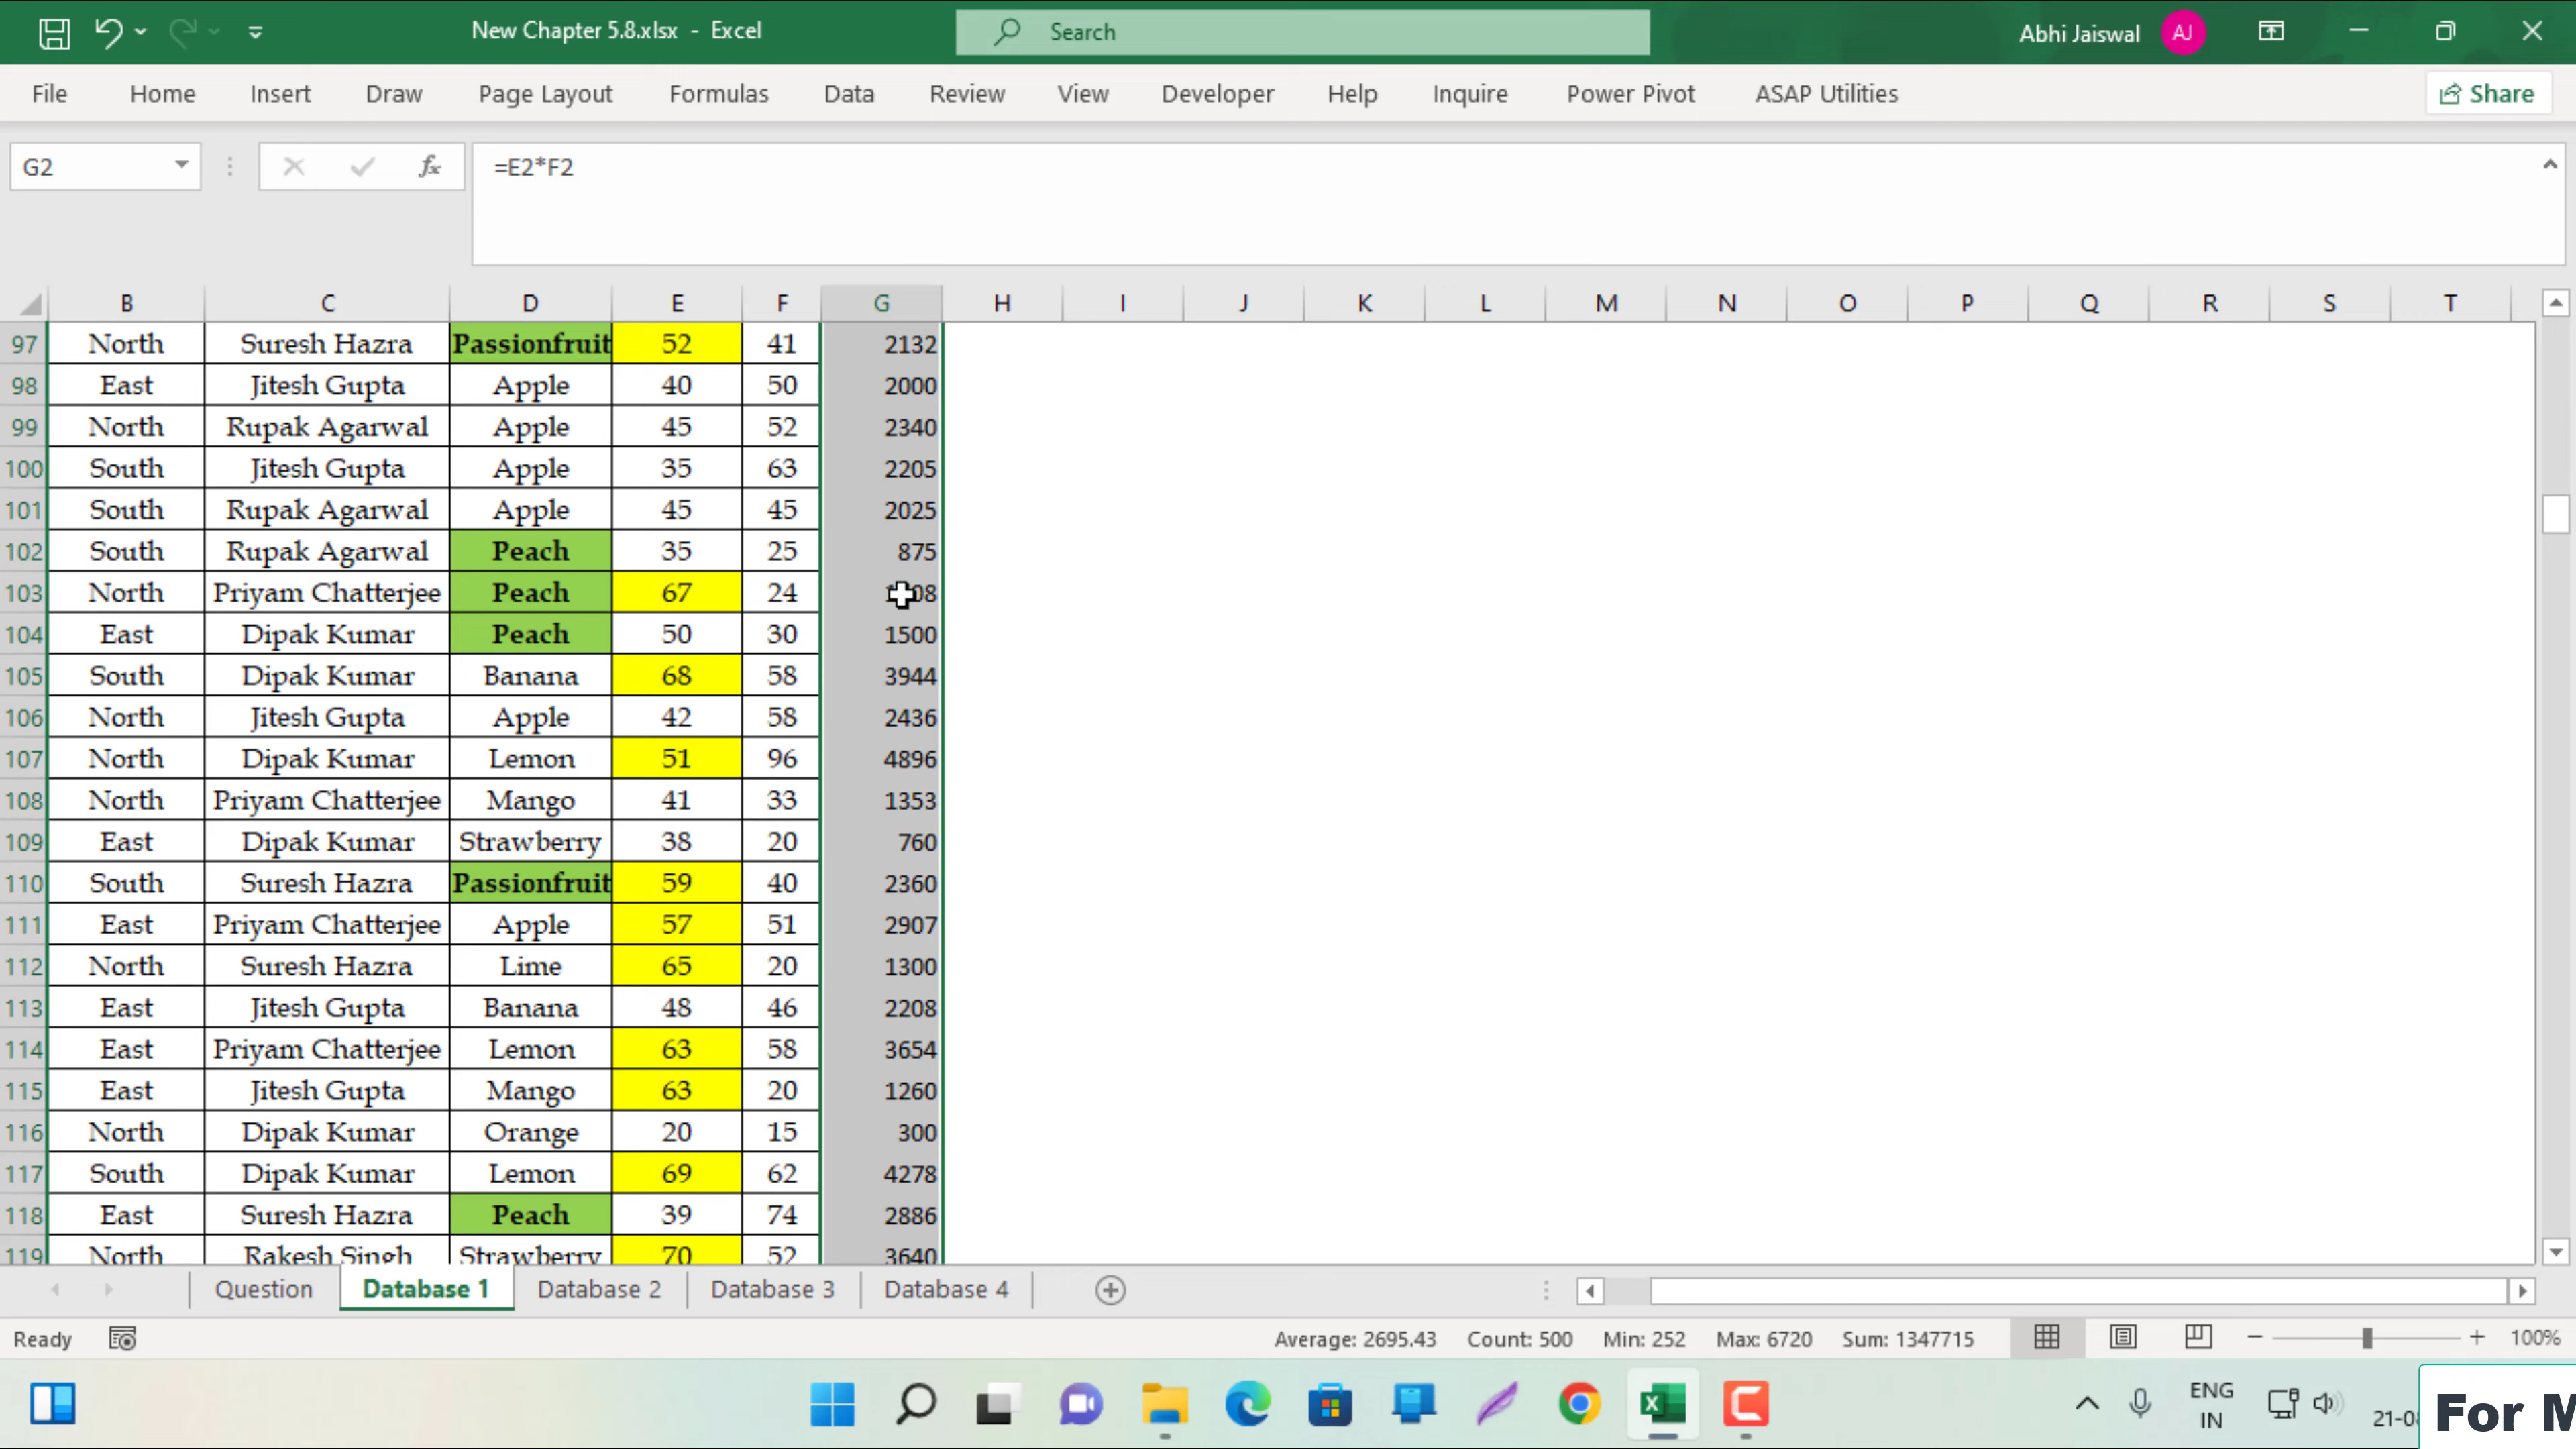 New Chapter 5.8.xlsx - Excel
Search
Abhi Jaiswal AJ
File Home Insert Draw Page Layout Formulas Data Review View Developer Help Inquire Power Pivot ASAP Utilities Share
G2 fx =E2*F2
B C D E F G H I J K L M N O P Q R S T
97 North Suresh Hazra Passionfruit 52 41 2132
98 East Jitesh Gupta Apple 40 50 2000
99 North Rupak Agarwal Apple 45 52 2340
100 South Jitesh Gupta Apple 35 63 2205
101 South Rupak Agarwal Apple 45 45 2025
102 South Rupak Agarwal Peach 35 25 875
103 North Priyam Chatterjee Peach 67 24
104 East Dipak Kumar Peach 50 30 1500
105 South Dipak Kumar Banana 68 58 3944
106 North Jitesh Gupta Apple 42 58 2436
107 North Dipak Kumar Lemon 51 96 4896
108 North Priyam Chatterjee Mango 41 33 1353
109 East Dipak Kumar Strawberry 38 20 760
110 South Suresh Hazra Passionfruit 59 40 2360
111 East Priyam Chatterjee Apple 57 51 2907
112 North Suresh Hazra Lime 65 20 1300
113 East Jitesh Gupta Banana 48 46 2208
114 East Priyam Chatterjee Lemon 63 58 3654
115 East Jitesh Gupta Mango 63 20 1260
116 North Dipak Kumar Orange 20 15 300
117 South Dipak Kumar Lemon 69 62 4278
118 East Suresh Hazra Peach 39 74 2886
119 North Rakesh Singh Strawberry 70 52 3640
Question Database 1 Database 2 Database 3 Database 4
Ready Average: 2695.43 Count: 500 Min: 252 Max: 6720 Sum: 1347715 100%
ENG
IN
21-0
For M